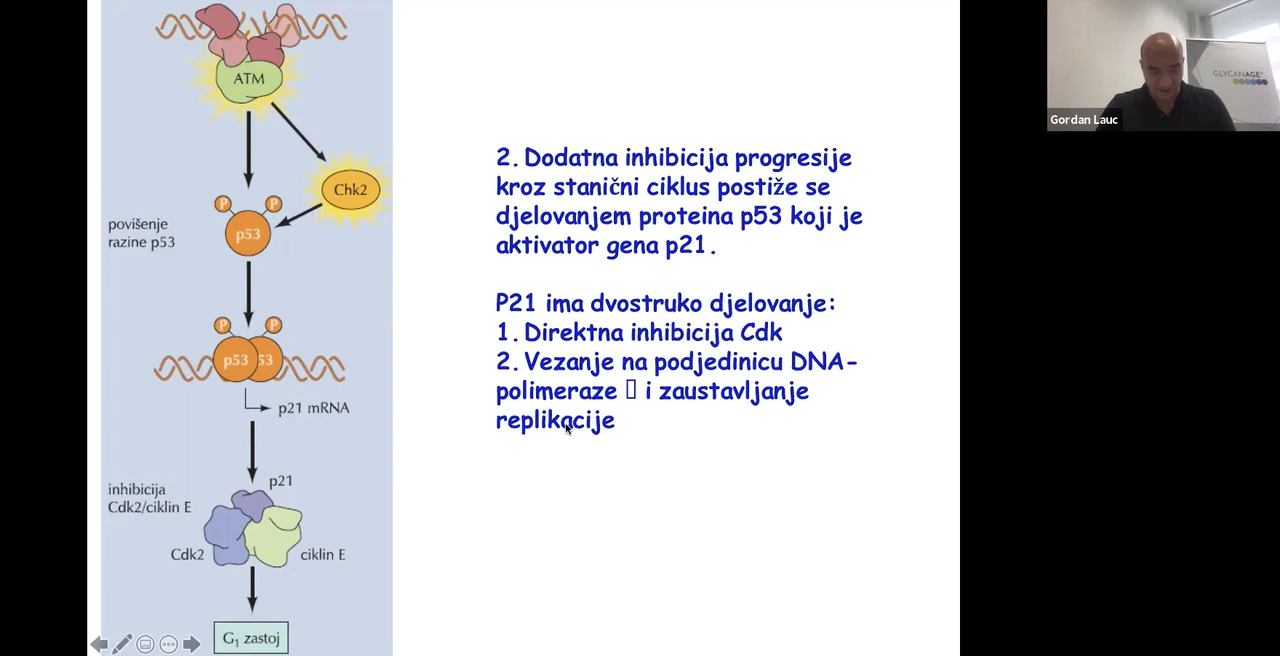 ATM
Chk2
P
P
povišenje
razine p53
p53
P
P
p53
53
p21 mRNA
p21
inhibicija
Cdk2/ciklin E
Cdk2
ciklin E
G₁ zastoj
2. Dodatna inhibicija progresije
kroz stanični ciklus postiže se
djelovanjem proteina p53 koji je
aktivator gena p21.
P21 ima dvostruko djelovanje:
1. Direktna inhibicija Cdk
2. Vezanje na podjedinicu DNA-
polimeraze ▯ i zaustavljanje
replikacije
GLYCANAGE
Gordan Lauc